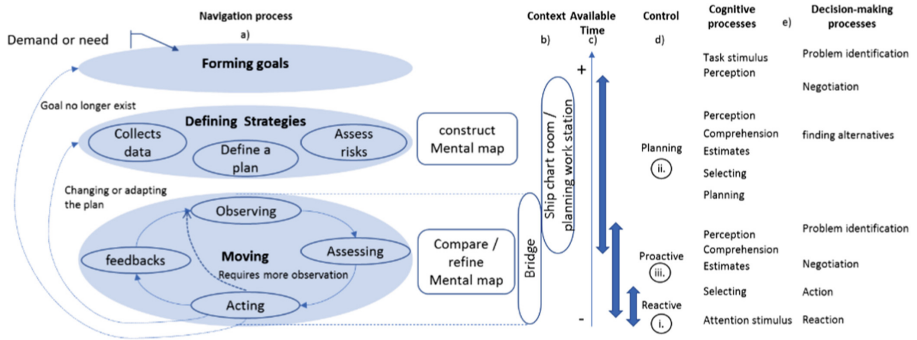 Navigation process
a)
Demand or need
Forming goals
Goal no longer exist
Defining Strategies
Collects
data
Define a
plan
Assess
risks
construct
Mental map
Changing or adapting
the plan
Observing
feedbacks
Moving
Assessing
Requires more observation
Acting
Compare /
refine
Mental map
Context
b)
Ship chart room /
planning work station
Bridge
Available
Time
c)
+
-
Control
d)
Planning
ii.
Proactive
iii.
Reactive
i.
Cognitive
processes
Task stimulus
Perception
Perception
Comprehension
Estimates
Selecting
Planning
Perception
Comprehension
Estimates
Selecting
Attention stimulus
e)
Decision-making
processes
Problem identification
Negotiation
finding alternatives
Problem identification
Negotiation
Action
Reaction